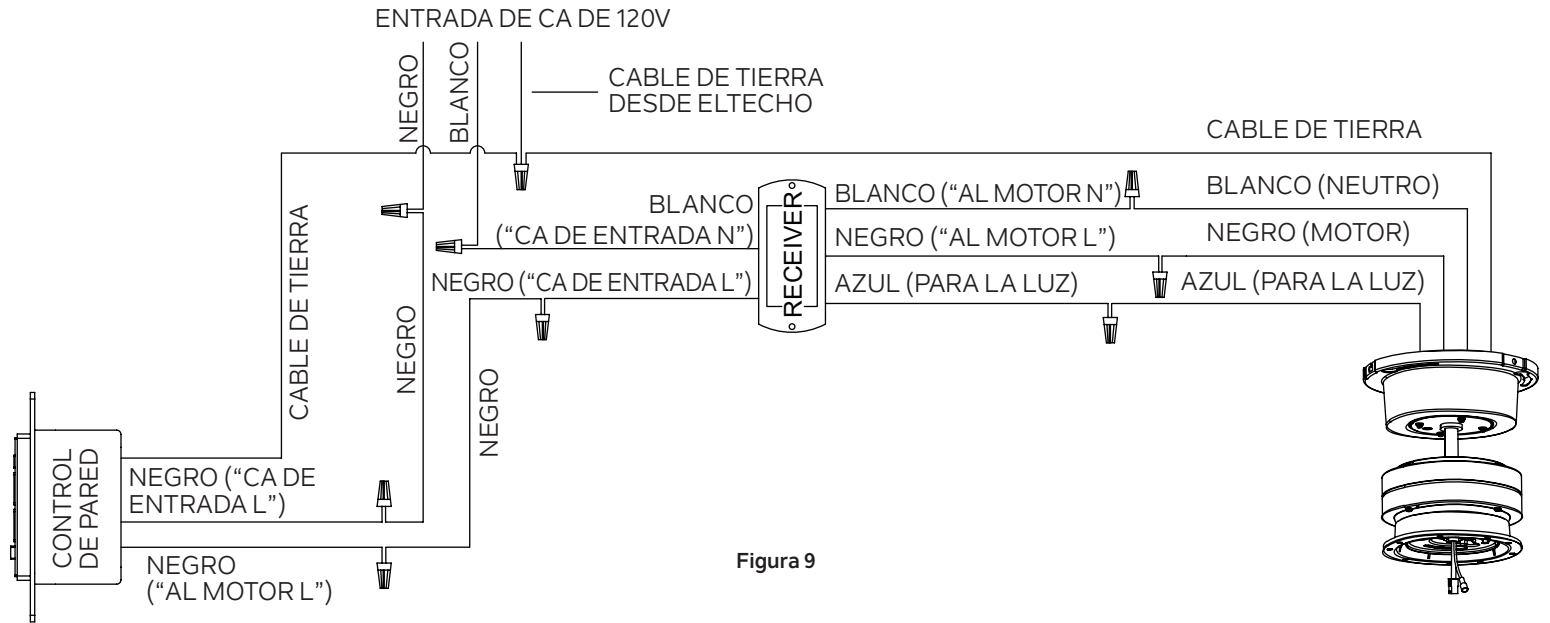 ENTRADA DE CA DE 120V
NEGRO
BLANCO
CABLE DE TIERRA
DESDE ELTECHO
CABLE DE TIERRA
BLANCO
("CA DE ENTRADA N")
NEGRO ("CA DE ENTRADA L")
RECEIVER
BLANCO ("AL MOTOR N")
BLANCO (NEUTRO)
NEGRO ("AL MOTOR L")
NEGRO (MOTOR)
AZUL (PARA LA LUZ)
AZUL (PARA LA LUZ)
CABLE DE TIERRA
NEGRO
NEGRO
CONTROL
DE PARED
NEGRO ("CA DE
ENTRADA L")
NEGRO
("AL MOTOR L")
Figura 9